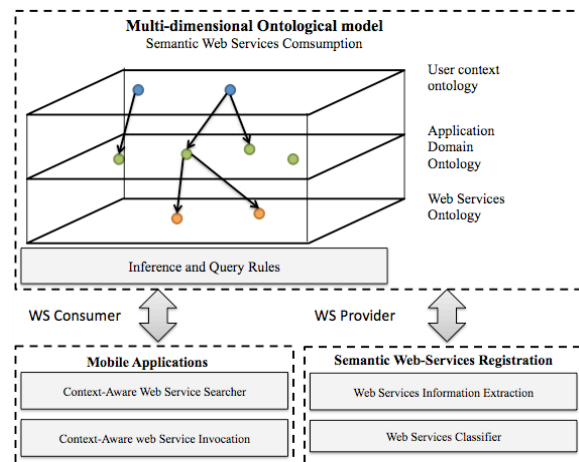 Multi-dimensional Ontological model
Semantic Web Services Comsumption
User context
ontology
Application
Domain
Ontology
Web Services
Ontology
Inference and Query Rules
WS Consumer
WS Provider
Mobile Applications
Context-Aware Web Service Searcher
Context-Aware web Service Invocation
Semantic Web-Services Registration
Web Services Information Extraction
Web Services Classifier